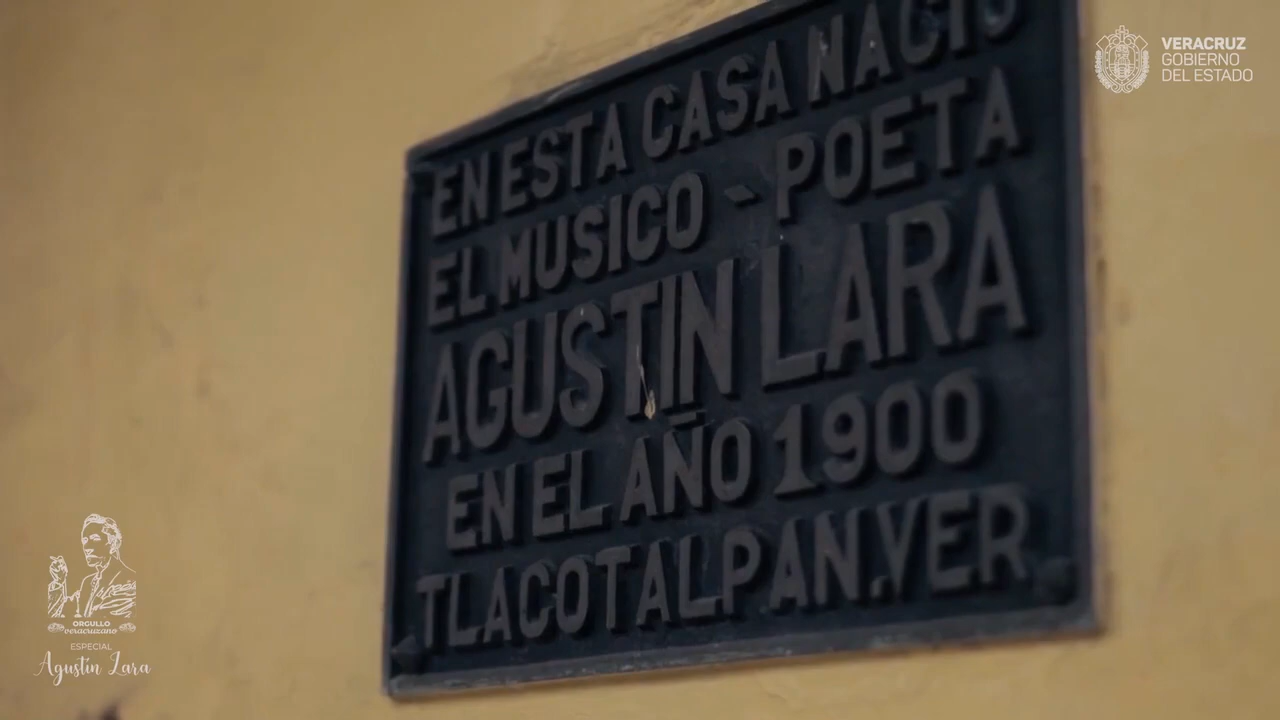 EN ESTA CASA NACIO
EL MUSICO - POETA
AGUSTIN LARA
EN EL AÑO 1900
TLACOTALPAN.VER
VERACRUZ
GOBIERNO
DEL ESTADO
ORGULLO
veracruzano
ESPECIAL
Agustín Lara